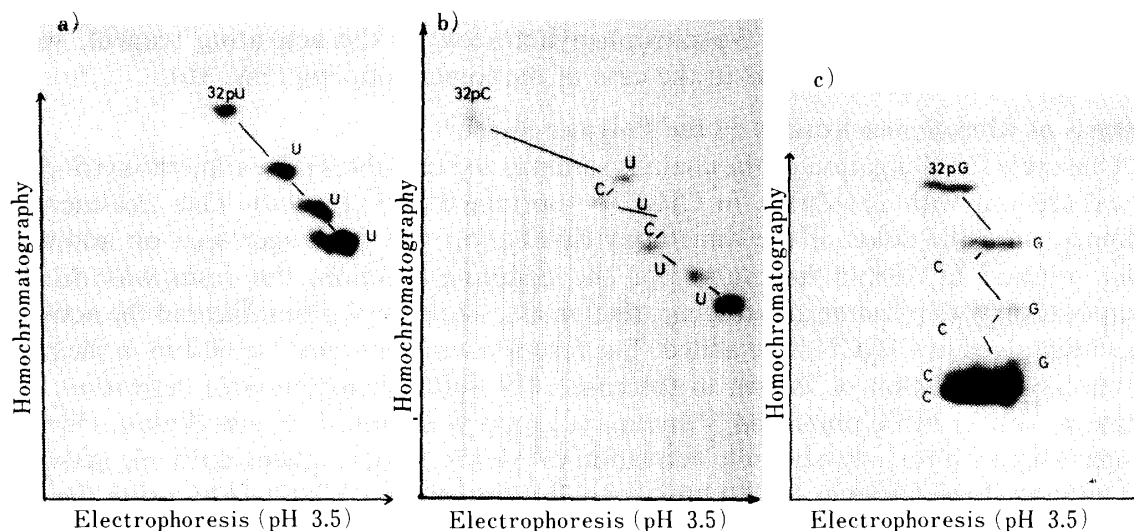 a)
Homochromatography
32pU
U
U
U
Electrophoresis (pH 3.5)
b)
Homochromatography
32pC
U
C
U
C
U
U
Electrophoresis (pH 3.5)
c)
Homochromatography
32pG
G
C
G
C
G
C
C
Electrophoresis (pH 3.5)